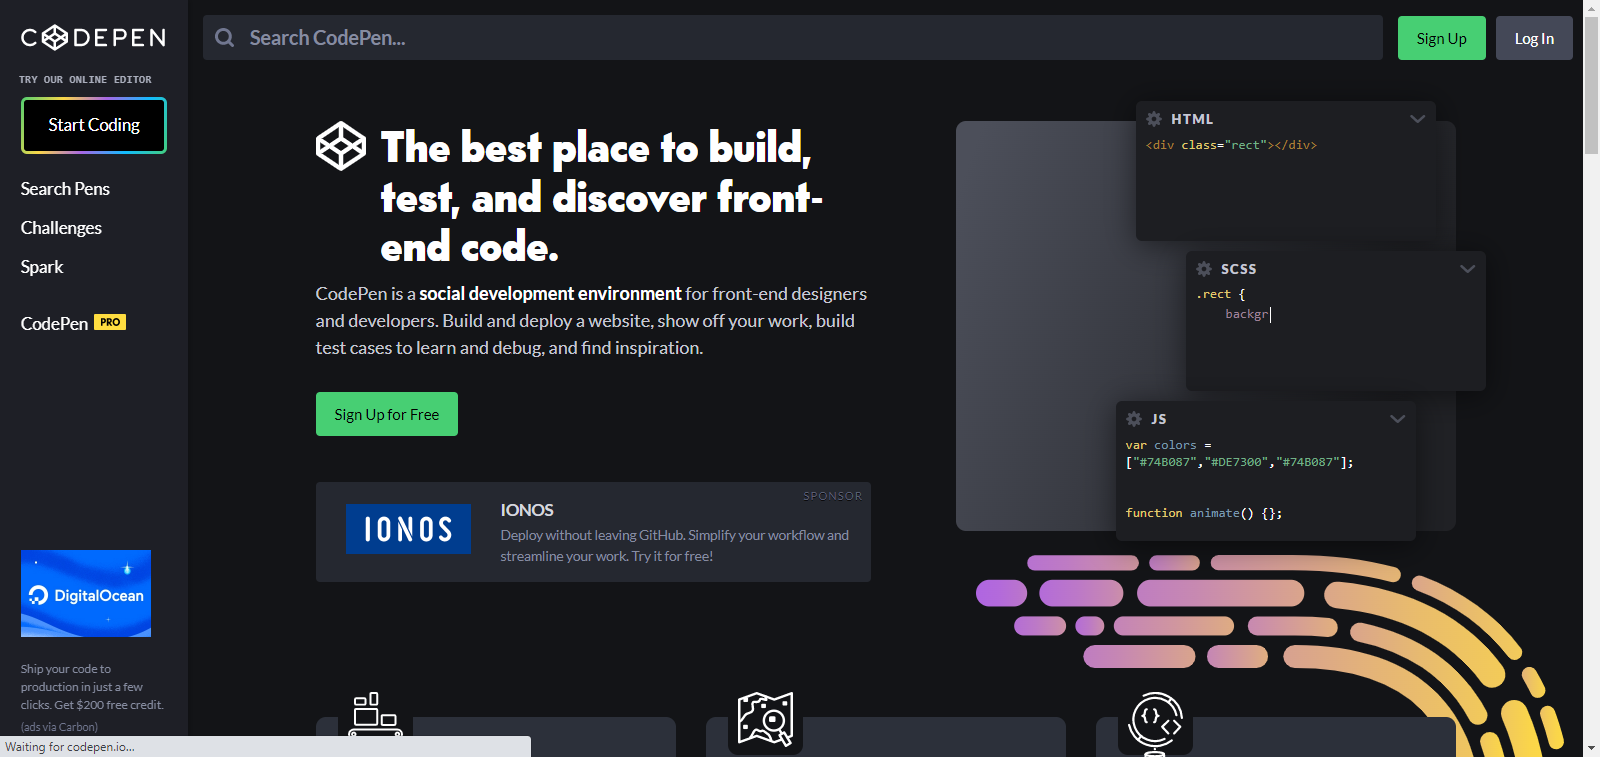 CODEPEN
TRY OUR ONLINE EDITOR
Start Coding
Search Pens
Challenges
Spark
CodePen PRO
DigitalOcean
Ship your code to
production in just a few
clicks. Get $200 free credit.
(ads via Carbon)
Waiting for codepen.io...
Search CodePen...
Sign Up
Log In
The best place to build,
test, and discover front-
end code.
CodePen is a social development environment for front-end designers
and developers. Build and deploy a website, show off your work, build
test cases to learn and debug, and find inspiration.
Sign Up for Free
SPONSOR
IONOS
IONOS
Deploy without leaving GitHub. Simplify your workflow and
streamline your work. Try it for free!
HTML
<div class="rect"></div>
SCSS
.rect {
backgr
JS
var colors =
["#74B087","#DE7300","#74B087"];
function animate() {};